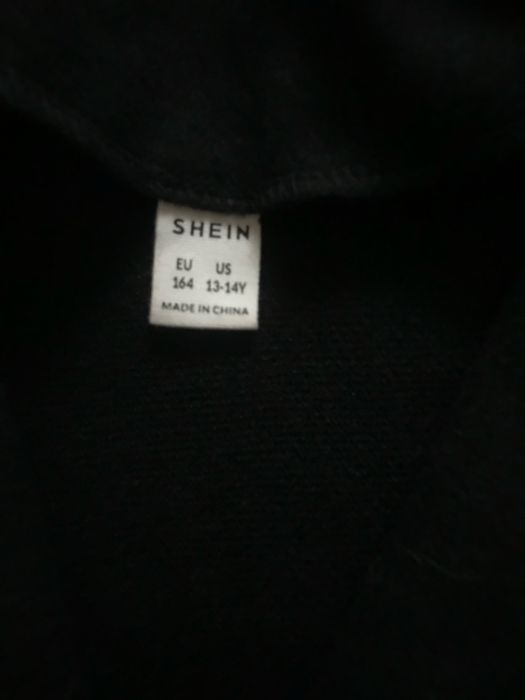 SHEIN
EU US
164 13-14Y
MADE IN CHINA